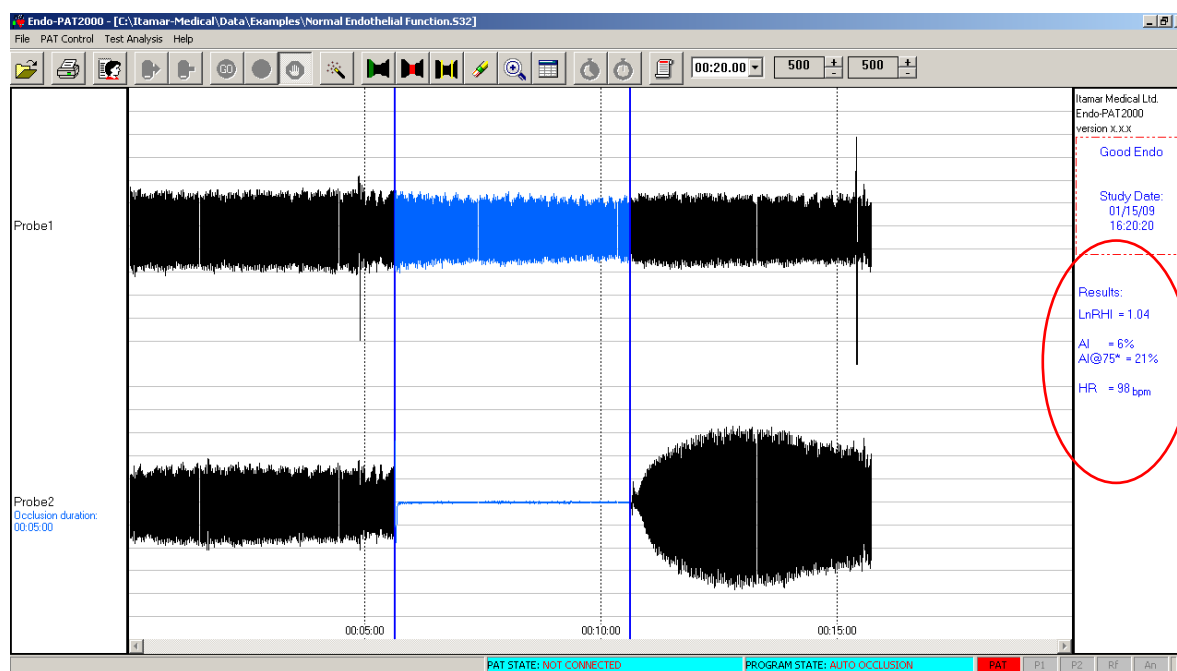 Endo-PAT2000 - [C:\Itamar-Medical\Data\Examples\Normal Endothelial Function.S32]
File PAT Control Test Analysis Help
GO
00:20.00
500 + -
500 + -
Itamar Medical Ltd.
Endo-PAT2000
version x.x.x
Good Endo
Study Date:
01/15/09
16:20:20
Probe1
Results:
LnRHI = 1.04
AI = 6%
AI@75* = 21%
HR = 98 bpm
Probe2
Occlusion duration:
00:05:00
00:05:00 00:10:00 00:15:00
PAT STATE: NOT CONNECTED PROGRAM STATE: AUTO OCCLUSION PAT P1 P2 Rf An